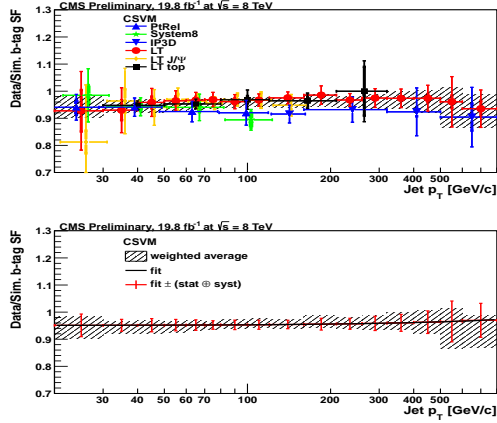 CMS Preliminary, 19.8 fb⁻¹ at √s = 8 TeV
Data/Sim. b-tag SF
1.3
1.2
1.1
1
0.9
0.8
0.7
CSVM
PtRel
System8
IP3D
LT
LT J/Ψ
LT top
20 30 40 50 60 70 100 200 300
Jet p_T [GeV/c]
CMS Preliminary, 19.8 fb⁻¹ at √s = 8 TeV
Data/Sim. b-tag SF
1.3
1.2
1.1
1
0.9
0.8
0.7
CSVM
weighted average
fit
fit ± (stat ⊕ syst)
20 30 40 50 60 70 100 200 300
Jet p_T [GeV/c]